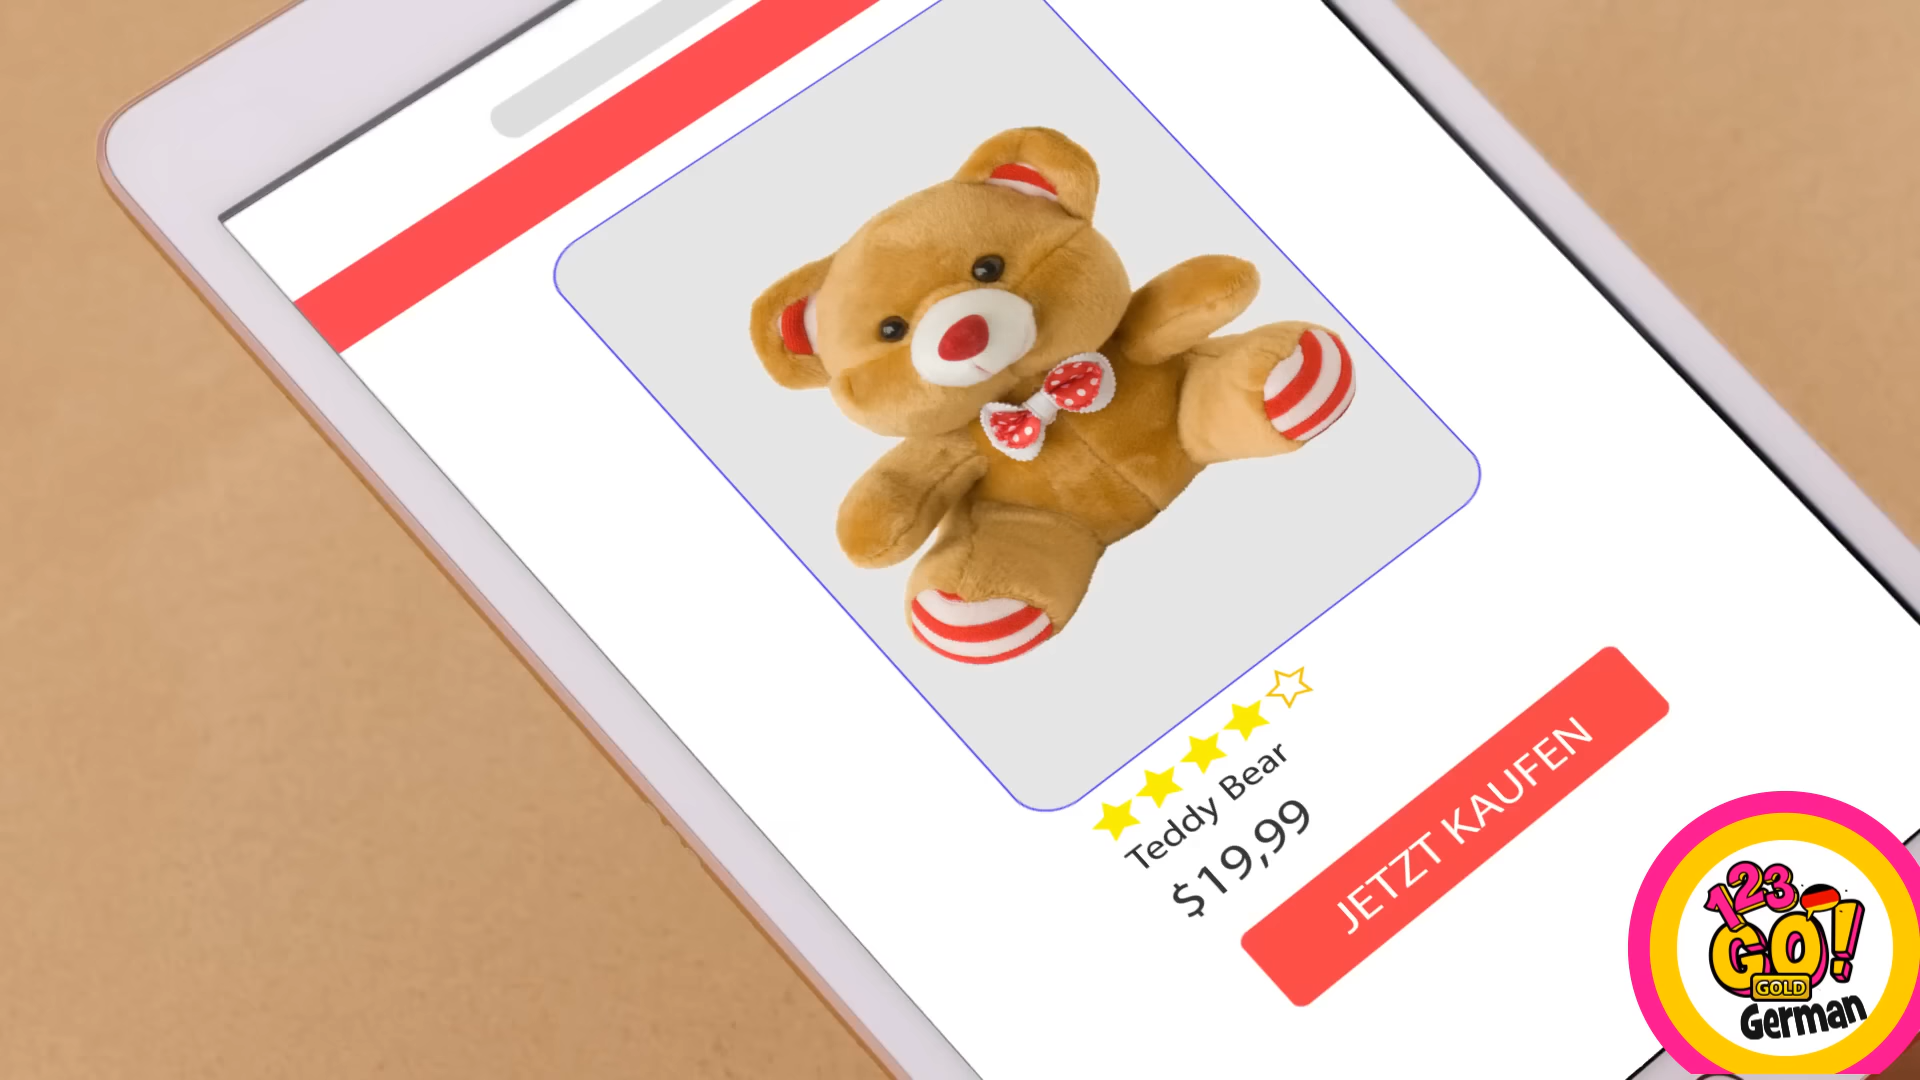 Teddy Bear
$19,99
JETZT KAUFEN
123
GO!
GOLD
German